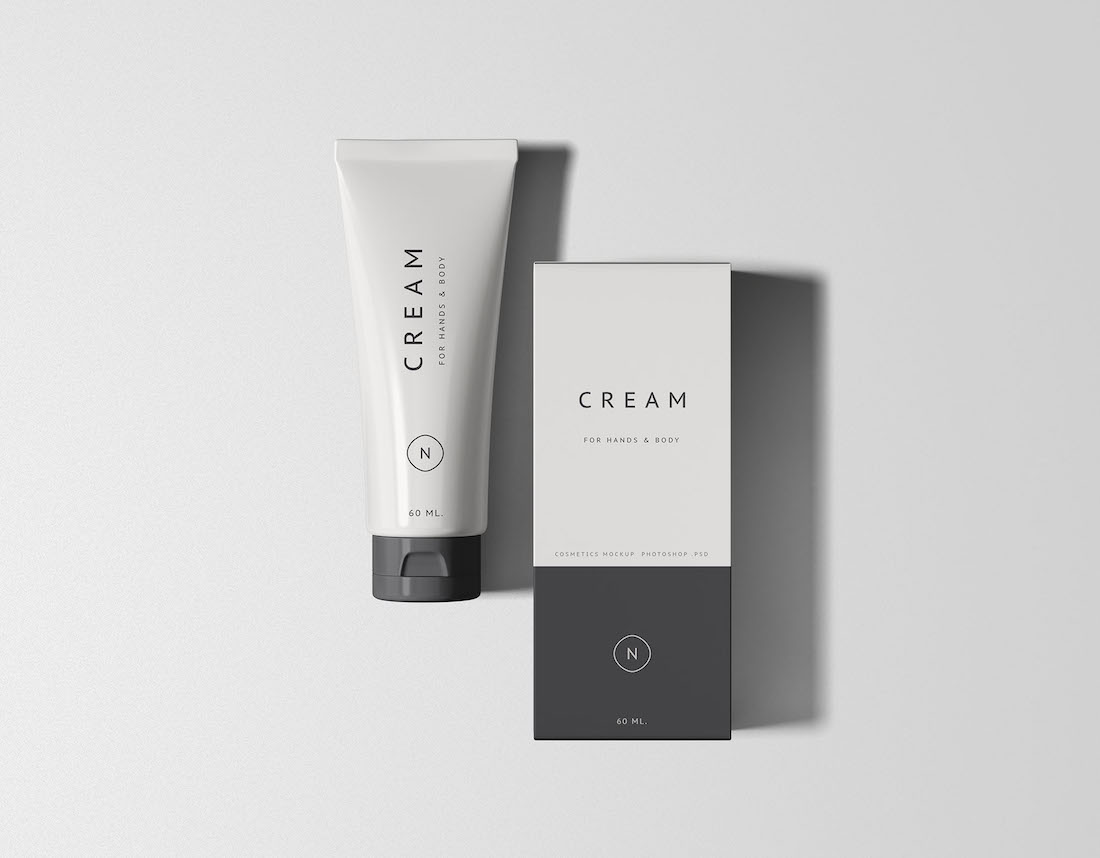 CREAM
FOR HANDS & BODY
N
60 ML.
CREAM
FOR HANDS & BODY
COSMETICS MOCKUP PHOTOSHOP .PSD
N
60 ML.